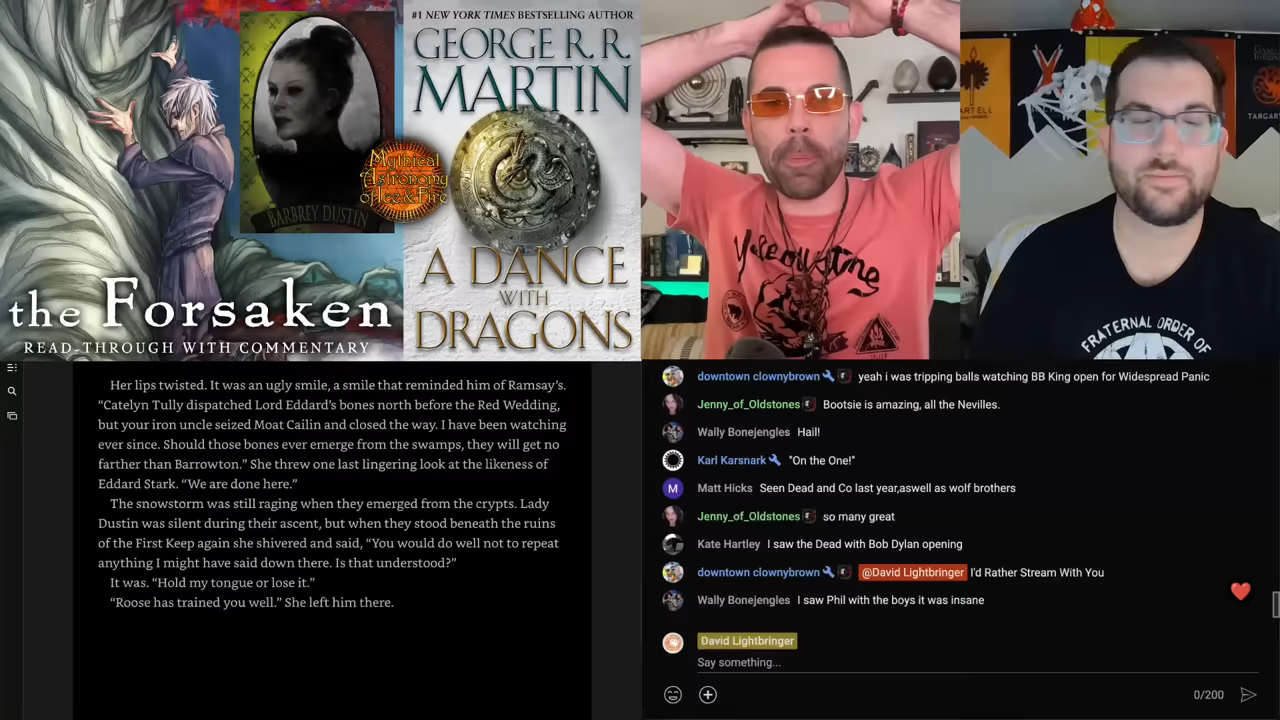 the Forsaken
READ-THROUGH WITH COMMENTARY
BARBREY DUSTIN
Mythical
Astronomy
of Ice & Fire
#1 NEW YORK TIMES BESTSELLING AUTHOR
GEORGE R. R.
MARTIN
A DANCE
WITH
DRAGONS
TARGAR
FRATERNAL ORDER OF
Her lips twisted. It was an ugly smile, a smile that reminded him of Ramsay's.
“Catelyn Tully dispatched Lord Eddard's bones north before the Red Wedding,
but your iron uncle seized Moat Cailin and closed the way. I have been watching
ever since. Should those bones ever emerge from the swamps, they will get no
farther than Barrowton.” She threw one last lingering look at the likeness of
Eddard Stark. “We are done here.”
The snowstorm was still raging when they emerged from the crypts. Lady
Dustin was silent during their ascent, but when they stood beneath the ruins
of the First Keep again she shivered and said, “You would do well not to repeat
anything I might have said down there. Is that understood?”
It was. “Hold my tongue or lose it.”
“Roose has trained you well.” She left him there.
downtown clownybrown yeah i was tripping balls watching BB King open for Widespread Panic
Jenny_of_Oldstones Bootsie is amazing, all the Nevilles.
Wally Bonejengles Hail!
Karl Karsnark "On the One!"
M Matt Hicks Seen Dead and Co last year,aswell as wolf brothers
Jenny_of_Oldstones so many great
Kate Hartley I saw the Dead with Bob Dylan opening
downtown clownybrown @David Lightbringer I'd Rather Stream With You
Wally Bonejengles I saw Phil with the boys it was insane
David Lightbringer
Say something...
0/200